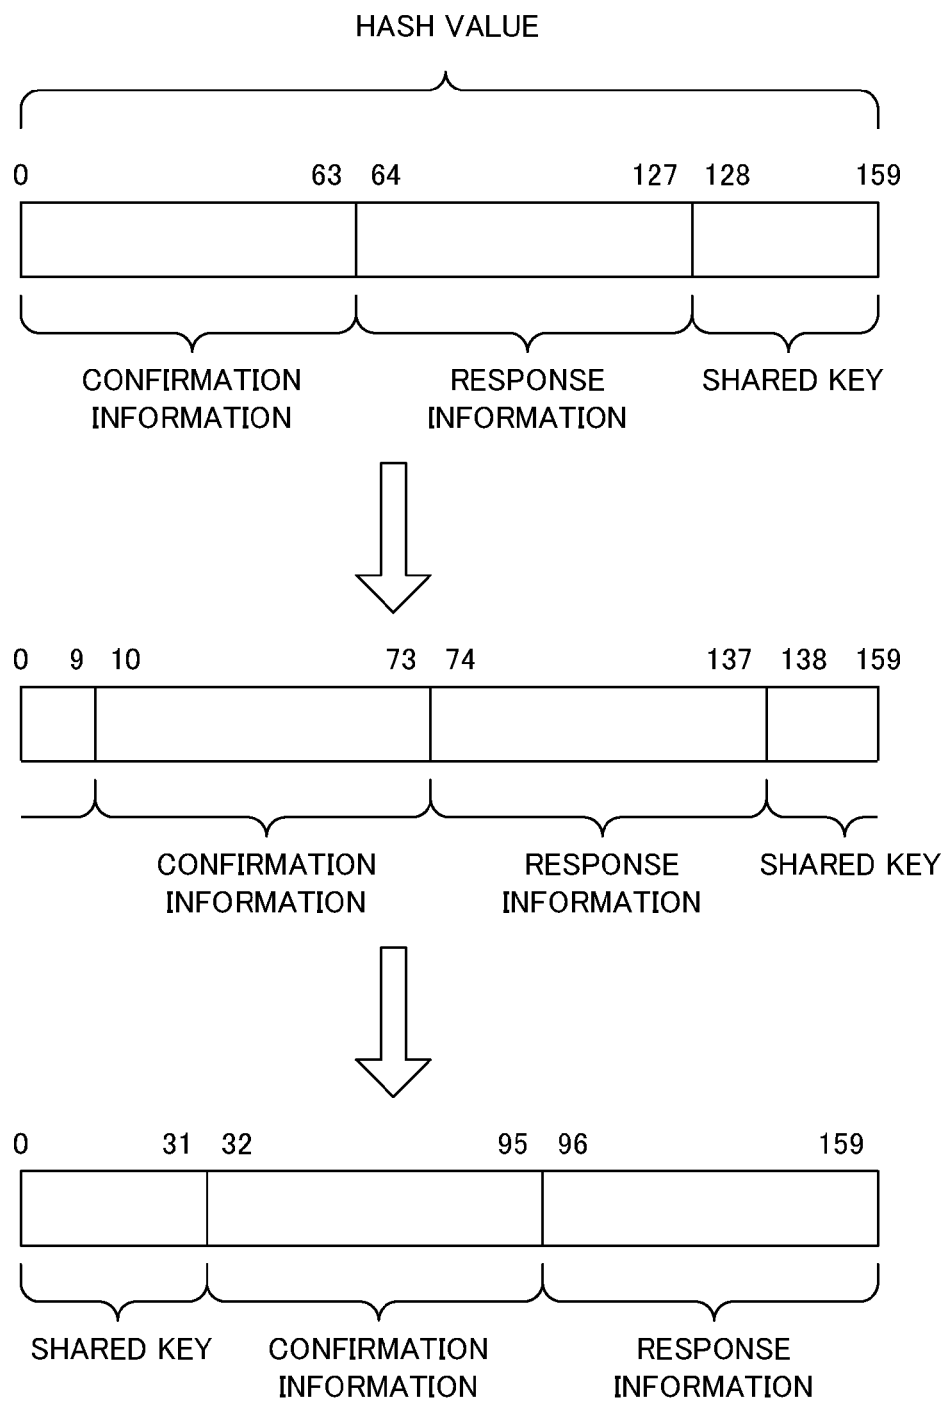 HASH VALUE
0 63 64 127 128 159
CONFIRMATION RESPONSE SHARED KEY
INFORMATION INFORMATION
0 9 10 73 74 137 138 159
CONFIRMATION RESPONSE SHARED KEY
INFORMATION INFORMATION
0 31 32 95 96 159
SHARED KEY CONFIRMATION RESPONSE
INFORMATION INFORMATION